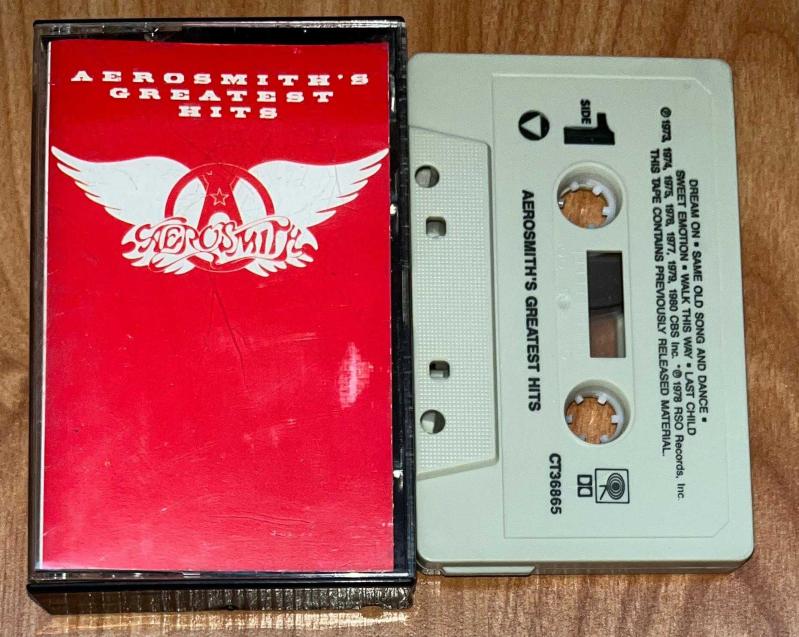 AEROSMITH'S
GREATEST
HITS
AEROSMITH
SIDE 1
AEROSMITH'S GREATEST HITS
CT36865
DREAM ON ■ SAME OLD SONG AND DANCE ■
SWEET EMOTION ■ WALK THIS WAY ■ LAST CHILD
℗ 1973, 1974, 1975, 1976, 1977, 1979, 1980 CBS Inc. *℗ 1978 RSO Records, Inc.
THIS TAPE CONTAINS PREVIOUSLY RELEASED MATERIAL.